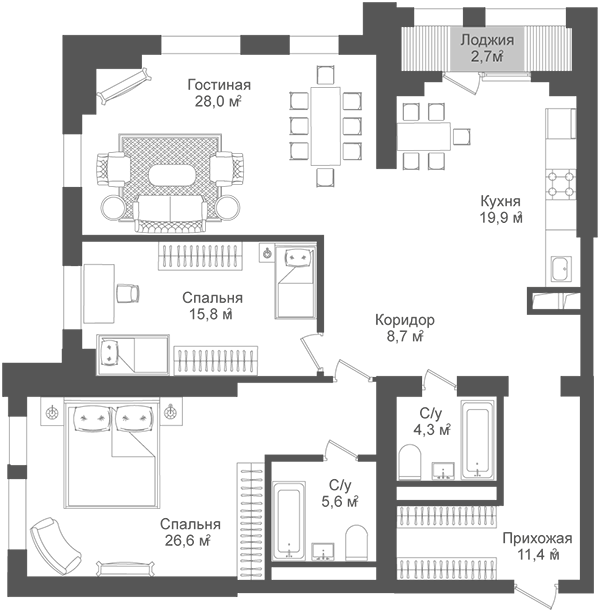 Лоджия
2,7 м²
Гостиная
28,0 м²
Кухня
19,9 м²
Спальня
15,8 м²
Коридор
8,7 м²
С/у
4,3 м²
С/у
5,6 м²
Спальня
26,6 м²
Прихожая
11,4 м²